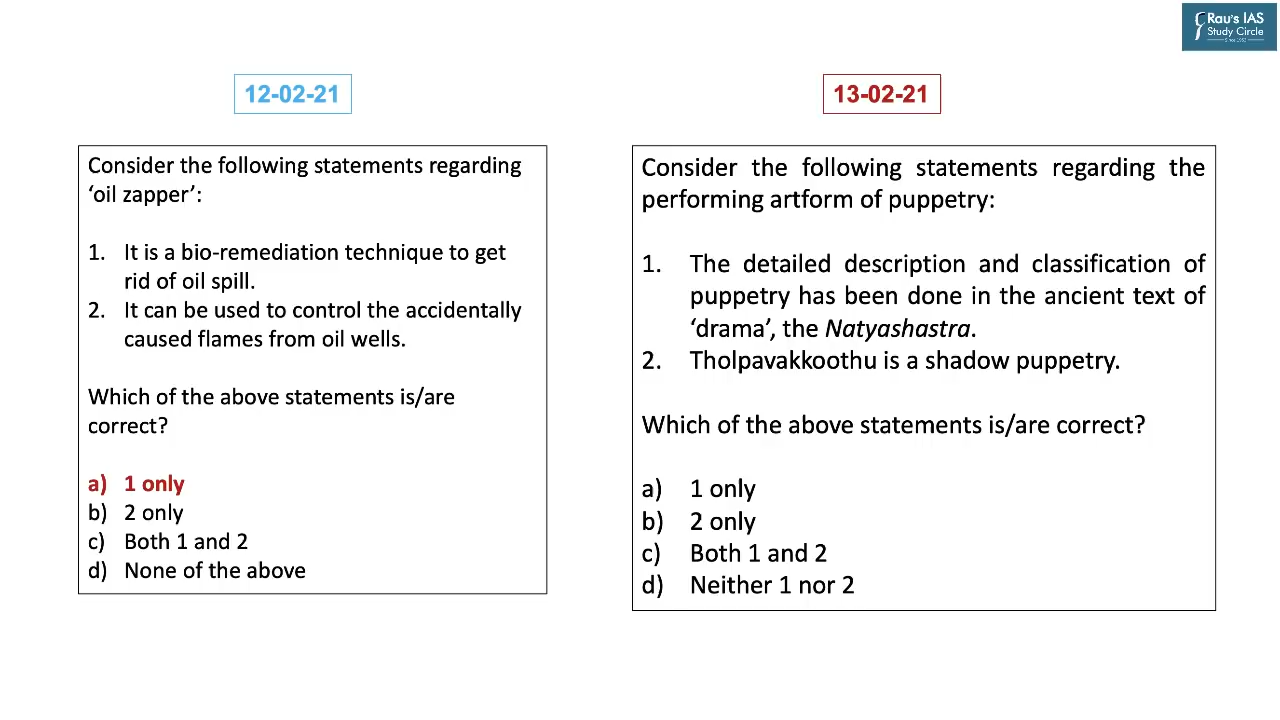 Rau's IAS
Study Circle
12-02-21
Consider the following statements regarding
‘oil zapper’:
1. It is a bio-remediation technique to get
rid of oil spill.
2. It can be used to control the accidentally
caused flames from oil wells.
Which of the above statements is/are
correct?
a) 1 only
b) 2 only
c) Both 1 and 2
d) None of the above
13-02-21
Consider the following statements regarding the
performing artform of puppetry:
1. The detailed description and classification of
puppetry has been done in the ancient text of
‘drama’, the Natyashastra.
2. Tholpavakkoothu is a shadow puppetry.
Which of the above statements is/are correct?
a) 1 only
b) 2 only
c) Both 1 and 2
d) Neither 1 nor 2